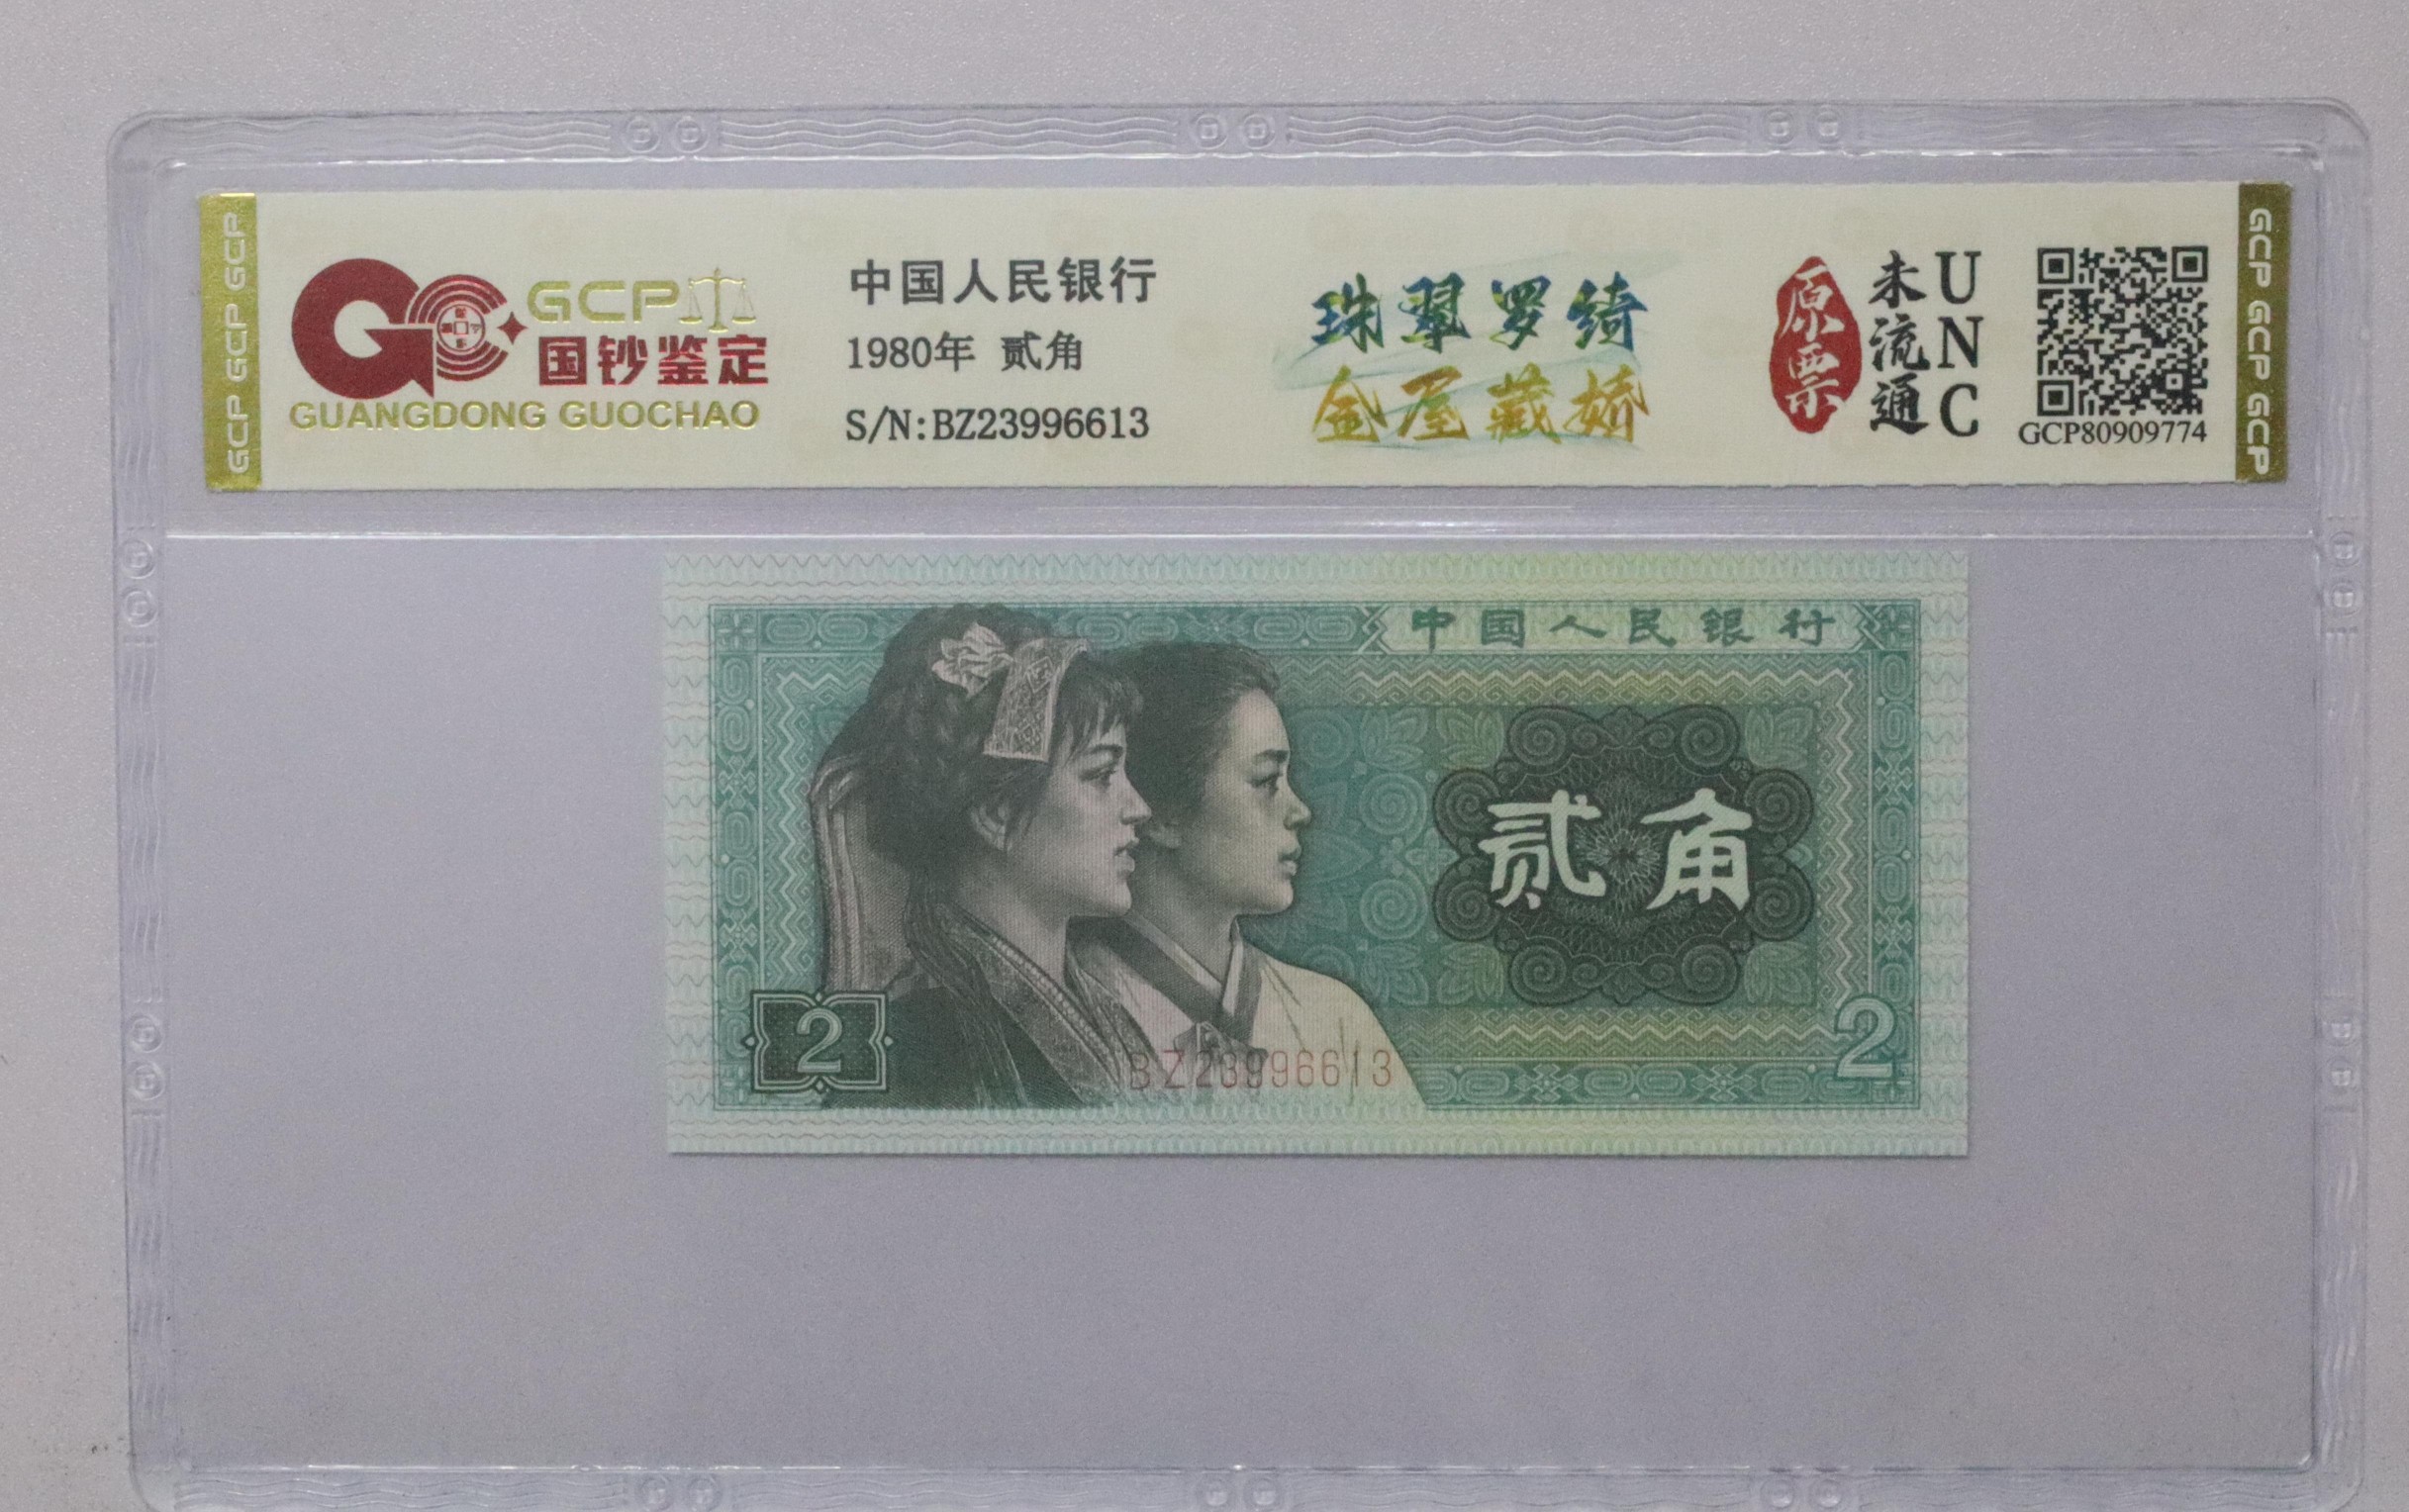 GCP GCP GCP
GCP
国钞鉴定
GUANGDONG GUOCHAO
中国人民银行
1980年 贰角
S/N:BZ23996613
珠翠罗绮
金屋藏娇
原票
未流通
UNC
GCP80909774
GCP GCP GCP
中国人民银行
贰角
2
BZ23996613
2